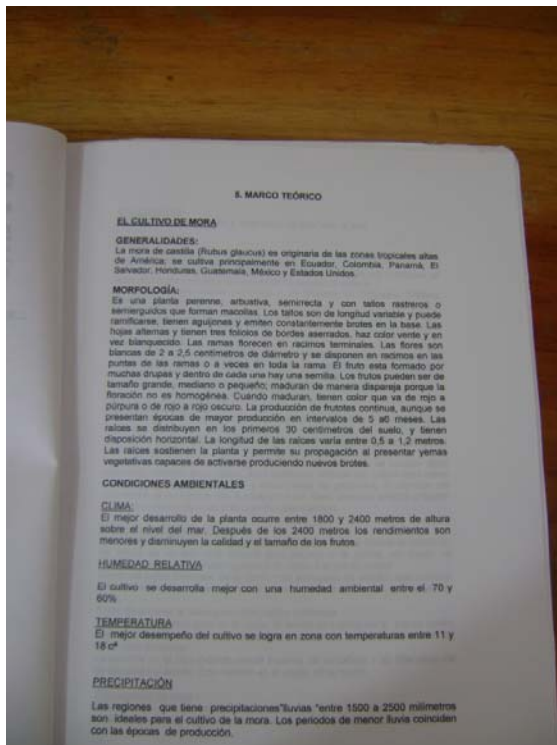 5. MARCO TEÓRICO
EL CULTIVO DE MORA
GENERALIDADES:
La mora de castilla (Rubus glaucus) es originaria de las zonas tropicales altas
de América; se cultiva principalmente en Ecuador, Colombia, Panamá, El
Salvador, Honduras, Guatemala, México y Estados Unidos.
MORFOLOGÍA:
Es una planta perenne, arbustiva, semirrecta y con tallos rastreros o
semierguidos que forman macollas. Los tallos son de longitud variable y puede
ramificarse, tienen aguijones y emiten constantemente brotes en la base. Las
hojas alternas y tienen tres foliolos de bordes aserrados, haz color verte y en
vez blanquecido. Las ramas florecen en racimos terminales. Las flores son
blancas de 2 a 2,5 centímetros de diámetro y se disponen en racimos en las
puntas de las ramas o a veces en toda la rama. El fruto esta formado por
muchas drupas y dentro de cada una hay una semilla. Los frutos pueden ser de
tamaño grande, mediano o pequeño; maduran de manera dispareja porque la
floración no es homogénea. Cuando maduran, tienen color que va de rojo a
púrpura o de rojo a rojo oscuro. La producción de frutotes continua, aunque se
presentan épocas de mayor producción en intervalos de 5 a6 meses. Las
raíces se distribuyen en los primeros 30 centímetros del suelo, y tienen
disposición horizontal. La longitud de las raíces varía entre 0,5 a 1,2 metros.
Las raíces sostienen la planta y permite su propagación al presentar yemas
vegetativas capaces de activarse produciendo nuevos brotes.
CONDICIONES AMBIENTALES
CLIMA:
El mejor desarrollo de la planta ocurre entre 1800 y 2400 metros de altura
sobre el nivel del mar. Después de los 2400 metros los rendimientos son
menores y disminuyen la calidad y el tamaño de los frutos.
HUMEDAD RELATIVA
El cultivo se desarrolla mejor con una humedad ambiental entre el 70 y
60%
TEMPERATURA
El mejor desempeño del cultivo se logra en zona con temperaturas entre 11 y
18 cª
PRECIPITACIÓN
Las regiones que tiene precipitaciones"lluvias "entre 1500 a 2500 milímetros
son ideales para el cultivo de la mora. Los periodos de menor lluvia coinciden
con las épocas de producción.